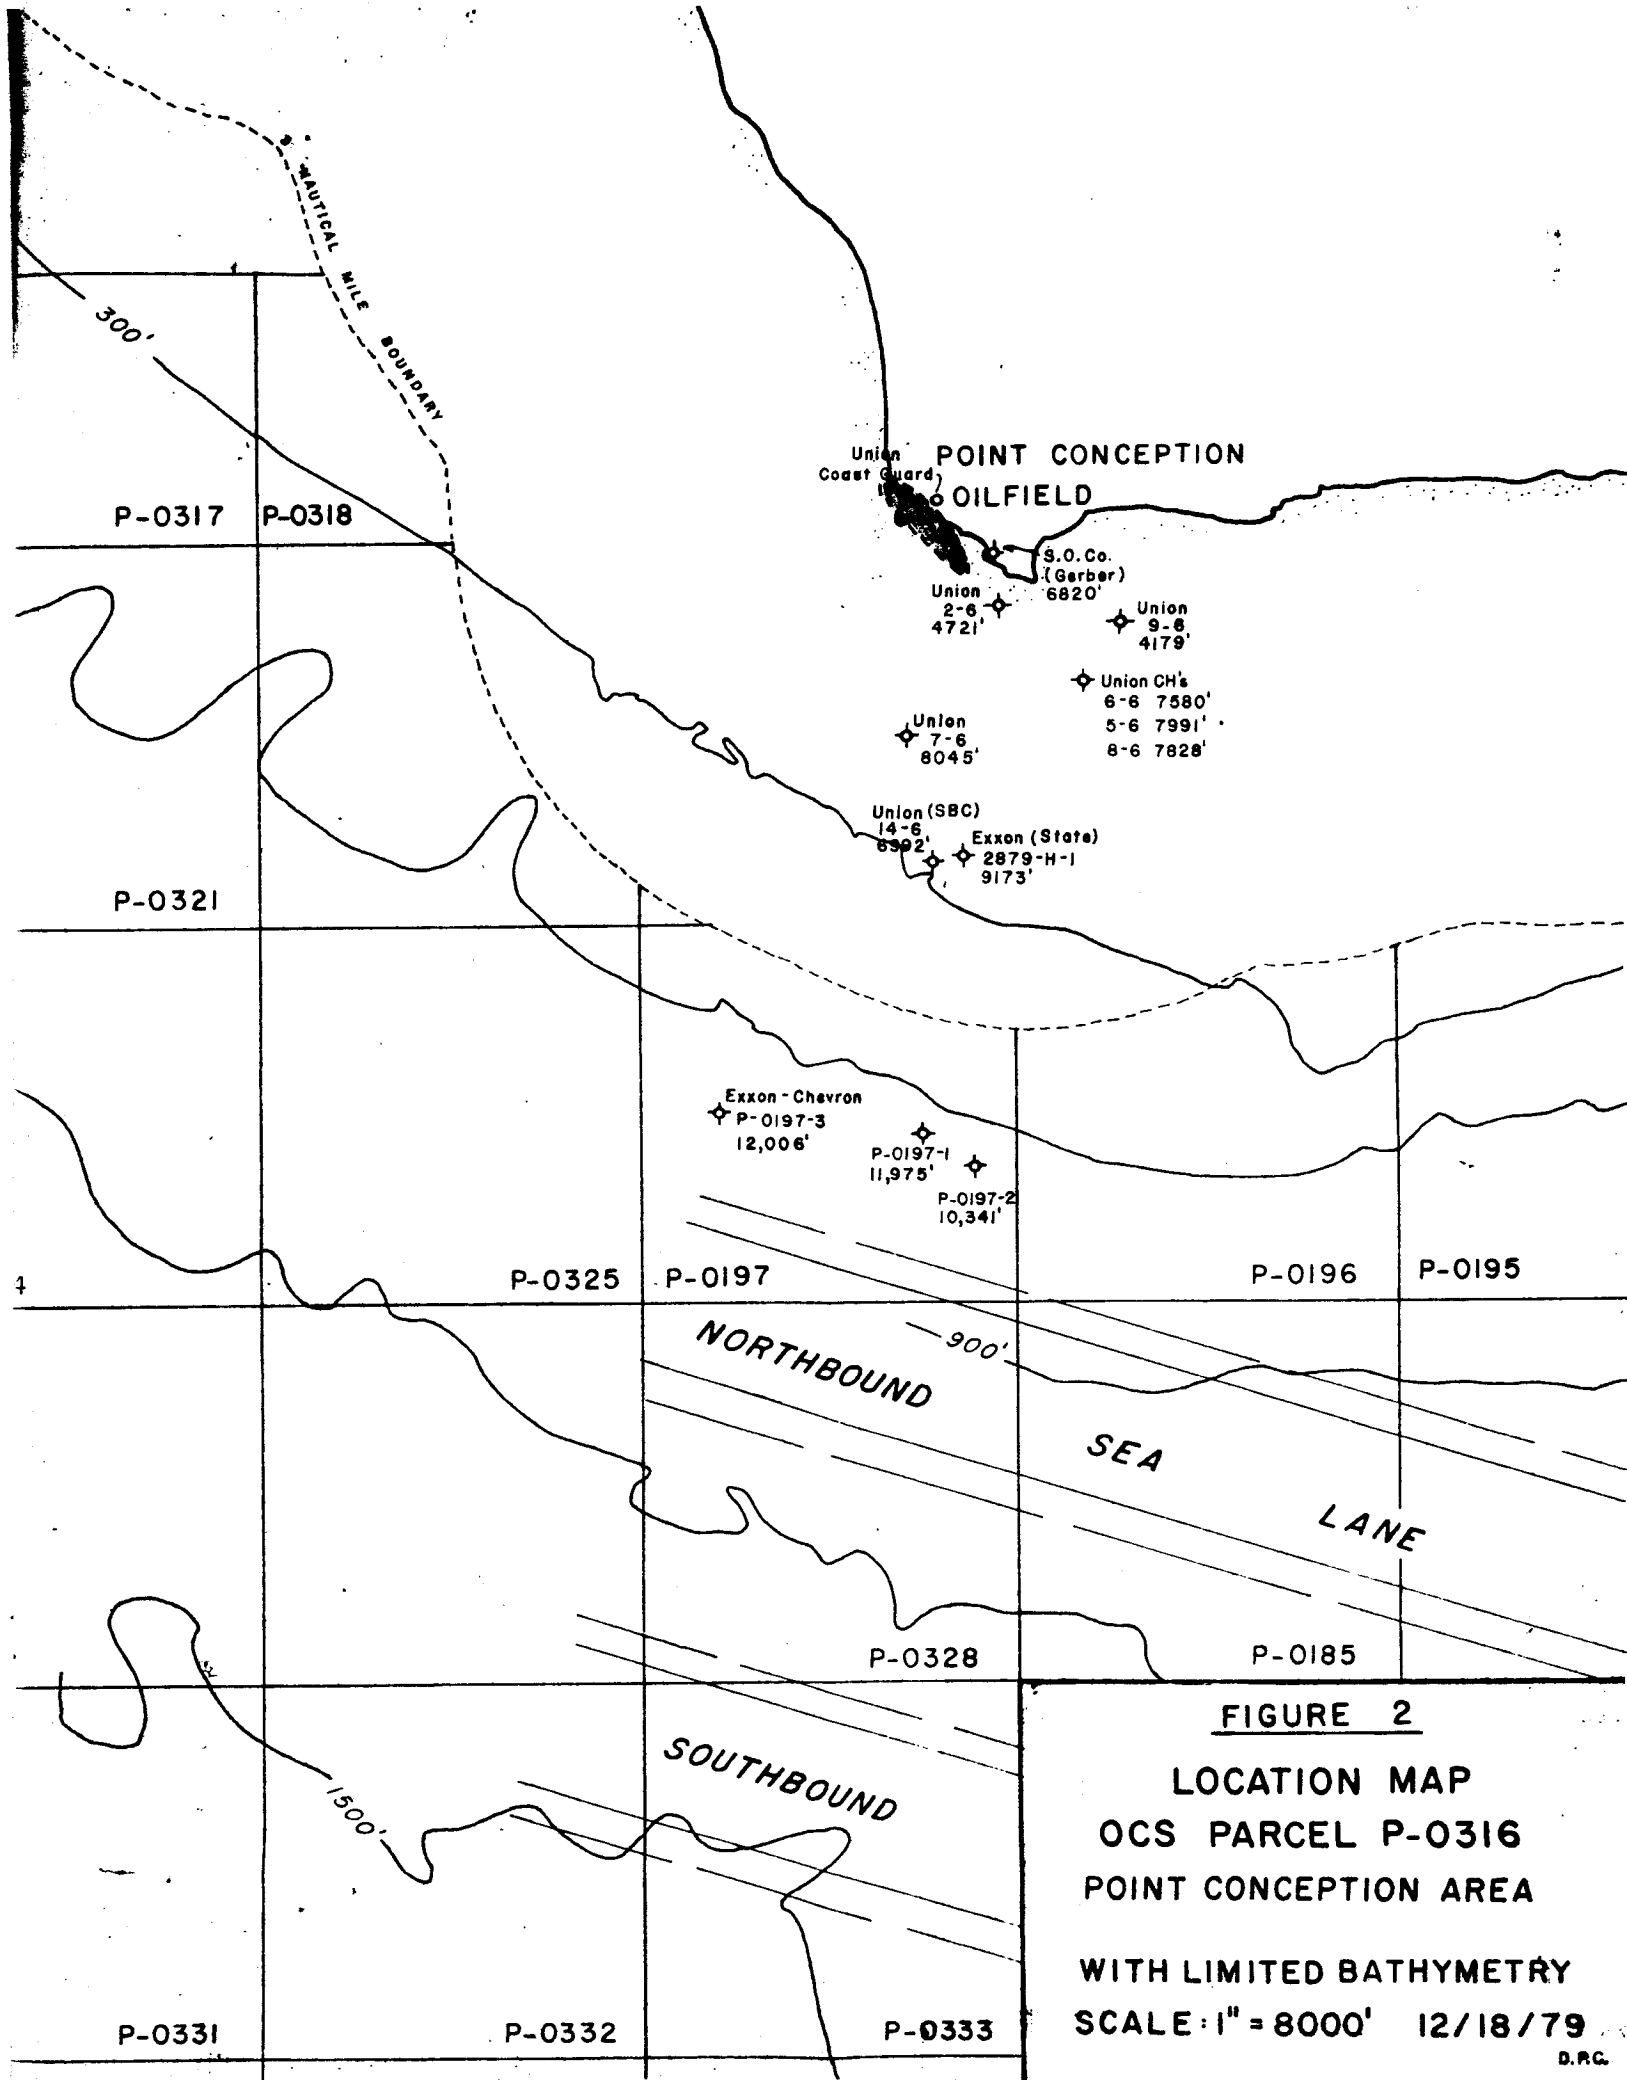 3 NAUTICAL MILE BOUNDARY
300'
Union
Coast Guard
POINT CONCEPTION
OILFIELD
P-0317
P-0318
S.O.Co.
(Gerber)
6820'
Union
2-6
4721'
Union
9-6
4179'
Union CH's
6-6 7580'
5-6 7991'
8-6 7828'
Union
7-6
8045'
Union (SBC)
14-6
Exxon (State)
2879-H-1
9173'
P-0321
Exxon - Chevron
P-0197-3
12,006'
P-0197-1
11,975'
P-0197-2
10,341'
P-0325
P-0197
P-0196
P-0195
900'
NORTHBOUND
SEA
LANE
P-0328
P-0185
SOUTHBOUND
1500'
P-0331
P-0332
P-0333
FIGURE 2
LOCATION MAP
OCS PARCEL P-0316
POINT CONCEPTION AREA
WITH LIMITED BATHYMETRY
SCALE: 1" = 8000' 12/18/79
D.P.G.